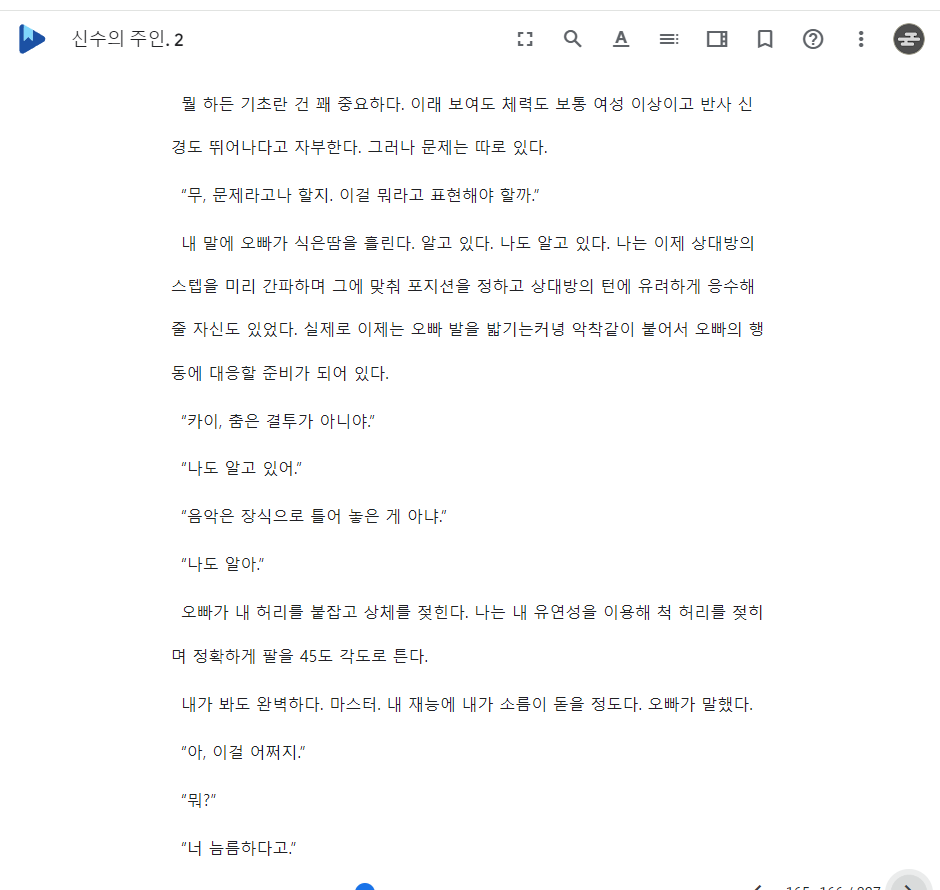 신수의 주인. 2
뭘 하든 기초란 건 꽤 중요하다. 이래 보여도 체력도 보통 여성 이상이고 반사 신
경도 뛰어나다고 자부한다. 그러나 문제는 따로 있다.
“무, 문제라고나 할지. 이걸 뭐라고 표현해야 할까.”
내 말에 오빠가 식은땀을 흘린다. 알고 있다. 나도 알고 있다. 나는 이제 상대방의
스텝을 미리 간파하며 그에 맞춰 포지션을 정하고 상대방의 턴에 유려하게 응수해
줄 자신도 있었다. 실제로 이제는 오빠 발을 밟기는커녕 악착같이 붙어서 오빠의 행
동에 대응할 준비가 되어 있다.
“카이, 춤은 결투가 아니야.”
“나도 알고 있어.”
“음악은 장식으로 틀어 놓은 게 아냐.”
“나도 알아.”
오빠가 내 허리를 붙잡고 상체를 젖힌다. 나는 내 유연성을 이용해 척 허리를 젖히
며 정확하게 팔을 45도 각도로 튼다.
내가 봐도 완벽하다. 마스터. 내 재능에 내가 소름이 돋을 정도다. 오빠가 말했다.
“아, 이걸 어쩌지.”
“뭐?”
“너 늠름하다고.”